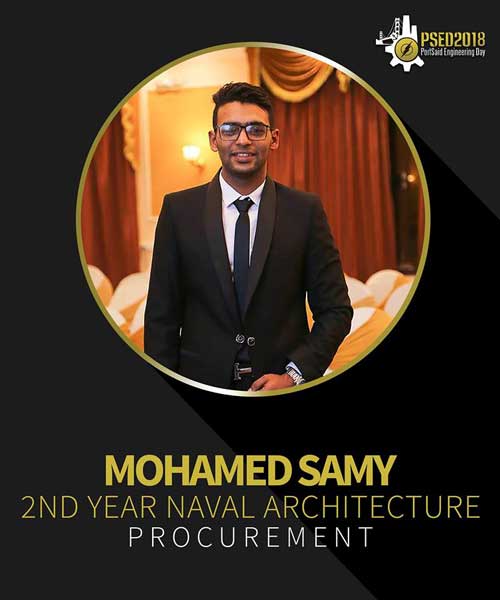 PSED2018
PortSaid Engineering Day
MOHAMED SAMY
2ND YEAR NAVAL ARCHITECTURE
PROCUREMENT